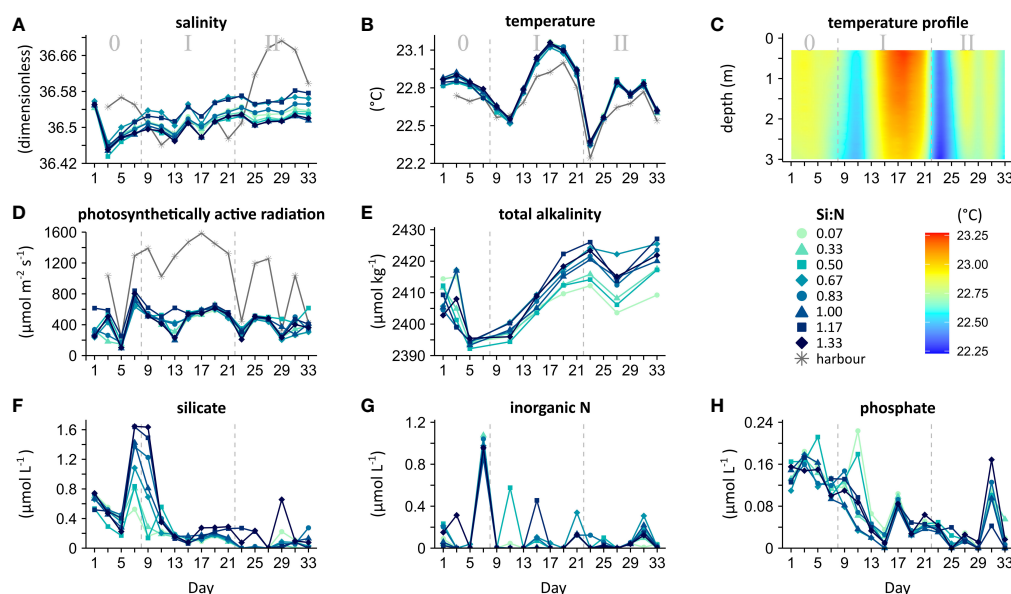 A salinity
(dimensionless)
36.66
36.58
36.5
36.42
0 I II
1 5 9 13 17 21 25 29 33
B temperature
(°C)
23.1
22.8
22.5
22.2
0 I II
1 5 9 13 17 21 25 29 33
C temperature profile
depth (m)
0
1
2
3
0 I II
1 5 9 13 17 21 25 29 33
D photosynthetically active radiation
(µmol m-2 s-1)
1600
1200
800
400
0
1 5 9 13 17 21 25 29 33
E total alkalinity
(µmol kg-1)
2430
2420
2410
2400
2390
1 5 9 13 17 21 25 29 33
Si:N
0.07
0.33
0.50
0.67
0.83
1.00
1.17
1.33
harbour
(°C)
23.25
23.00
22.75
22.50
22.25
F silicate
(µmol L-1)
1.6
1.2
0.8
0.4
0
1 5 9 13 17 21 25 29 33
Day
G inorganic N
(µmol L-1)
1.2
0.8
0.4
0
1 5 9 13 17 21 25 29 33
Day
H phosphate
(µmol L-1)
0.24
0.16
0.08
0
1 5 9 13 17 21 25 29 33
Day